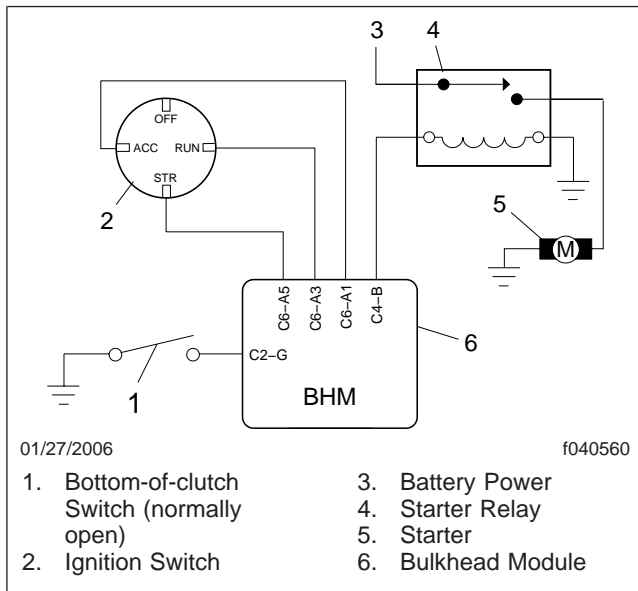 3
4
OFF
ACC
RUN
STR
2
5
M
C6–A5
C6–A3
C6–A1
C4–B
6
C2–G
1
BHM
01/27/2006
f040560
1. Bottom-of-clutch
Switch (normally
open)
2. Ignition Switch
3. Battery Power
4. Starter Relay
5. Starter
6. Bulkhead Module